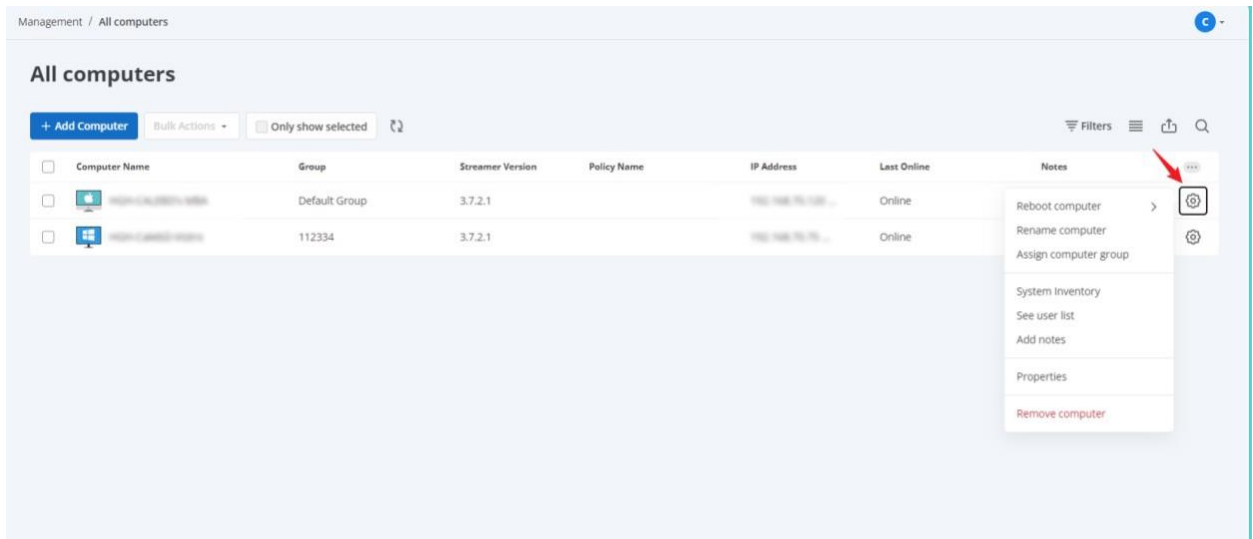 Management / All computers
C
All computers
+ Add Computer
Bulk Actions
Only show selected
Filters
Computer Name Group Streamer Version Policy Name IP Address Last Online Notes
Default Group 3.7.2.1 Online
112334 3.7.2.1 Online
Reboot computer
Rename computer
Assign computer group
System Inventory
See user list
Add notes
Properties
Remove computer